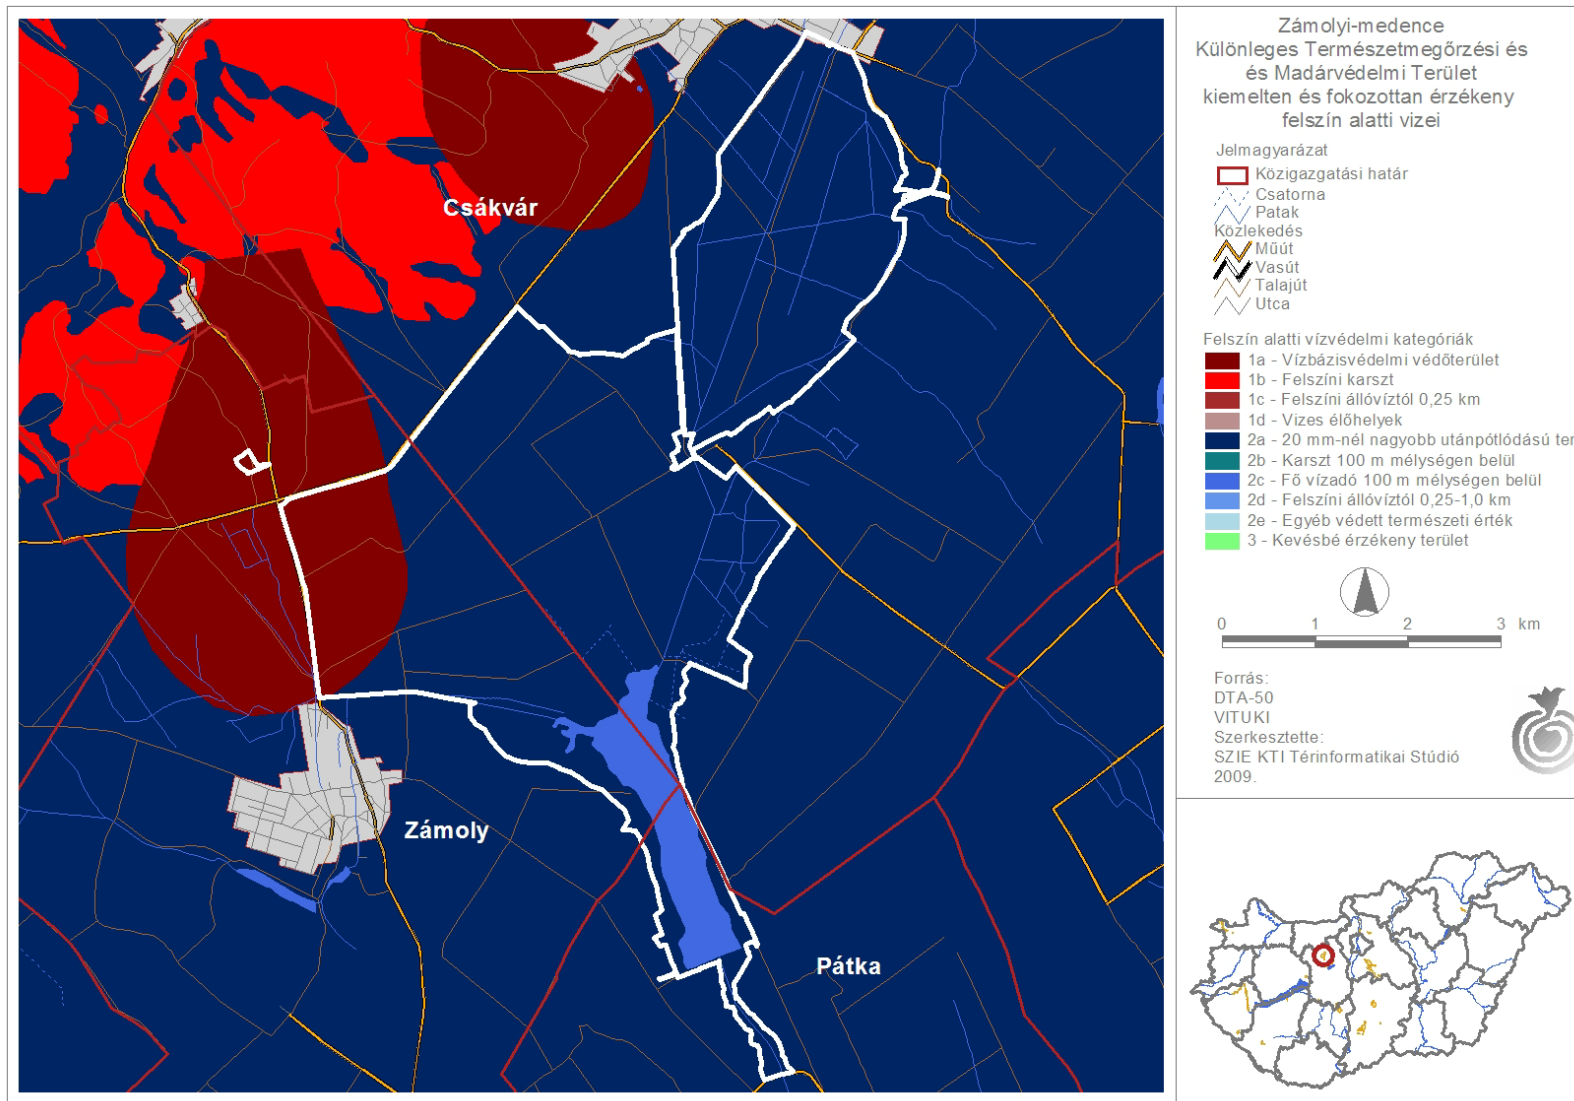 Zámolyi-medence
Különleges Természetmegőrzési és
és Madárvédelmi Terület
kiemelten és fokozottan érzékeny
felszín alatti vizei
Jelmagyarázat
Közigazgatási határ
Csatorna
Patak
Közlekedés
Műút
Vasút
Talajút
Utca
Felszín alatti vízvédelmi kategóriák
1a - Vízbázisvédelmi védőterület
1b - Felszíni karszt
1c - Felszíni állóvíztól 0,25 km
1d - Vizes élőhelyek
2a - 20 mm-nél nagyobb utánpótlódású ter
2b - Karszt 100 m mélységen belül
2c - Fő vízadó 100 m mélységen belül
2d - Felszíni állóvíztól 0,25-1,0 km
2e - Egyéb védett természeti érték
3 - Kevésbé érzékeny terület
0 1 2 3 km
Forrás:
DTA-50
VITUKI
Szerkesztette:
SZIE KTI Térinformatikai Stúdió
2009.
Csákvár
Zámoly
Pátka